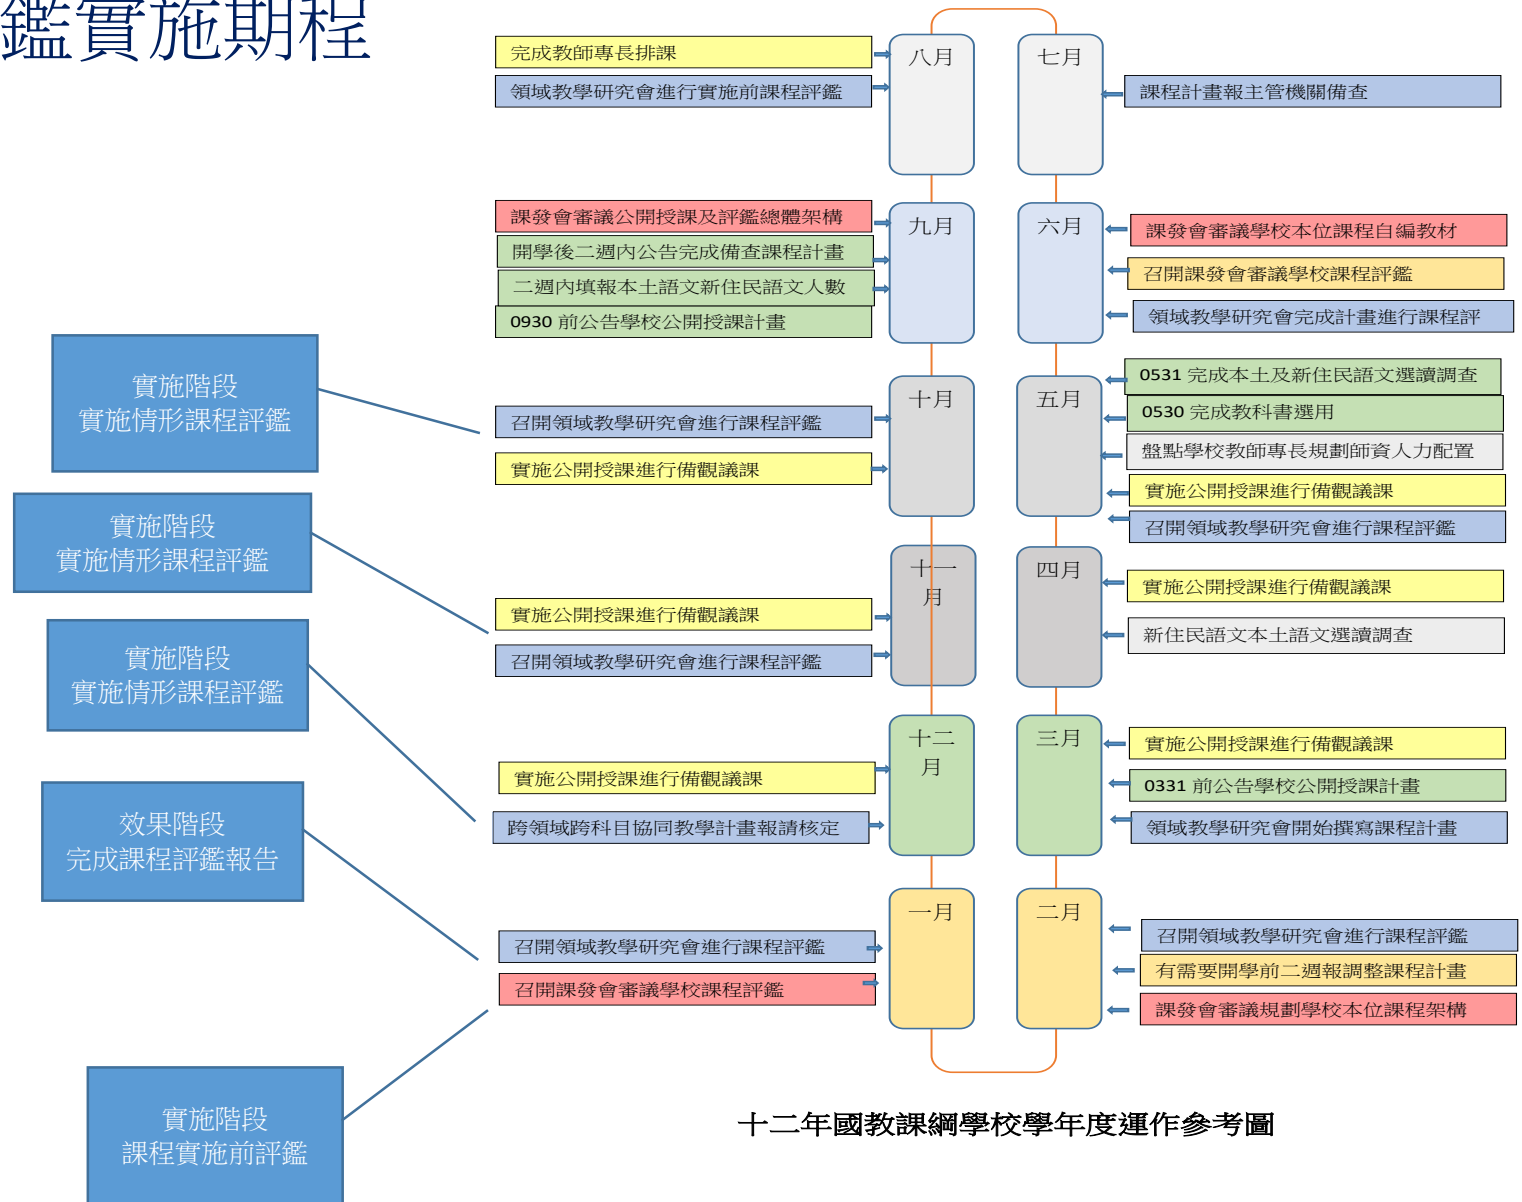 鑑實施期程
八月
完成教師專長排課
領域教學研究會進行實施前課程評鑑
九月
課發會審議公開授課及評鑑總體架構
開學後二週內公告完成備查課程計畫
二週內填報本土語文新住民語文人數
0930 前公告學校公開授課計畫
十月
召開領域教學研究會進行課程評鑑
實施公開授課進行備觀議課
十一
月
實施公開授課進行備觀議課
召開領域教學研究會進行課程評鑑
十二
月
實施公開授課進行備觀議課
跨領域跨科目協同教學計畫報請核定
一月
召開領域教學研究會進行課程評鑑
召開課發會審議學校課程評鑑
七月
課程計畫報主管機關備查
六月
課發會審議學校本位課程自編教材
召開課發會審議學校課程評鑑
領域教學研究會完成計畫進行課程評
五月
0531 完成本土及新住民語文選讀調查
0530 完成教科書選用
盤點學校教師專長規劃師資人力配置
實施公開授課進行備觀議課
召開領域教學研究會進行課程評鑑
四月
實施公開授課進行備觀議課
新住民語文本土語文選讀調查
三月
實施公開授課進行備觀議課
0331 前公告學校公開授課計畫
領域教學研究會開始撰寫課程計畫
二月
召開領域教學研究會進行課程評鑑
有需要開學前二週報調整課程計畫
課發會審議規劃學校本位課程架構
實施階段
實施情形課程評鑑
實施階段
實施情形課程評鑑
實施階段
實施情形課程評鑑
效果階段
完成課程評鑑報告
實施階段
課程實施前評鑑
十二年國教課綱學校學年度運作參考圖